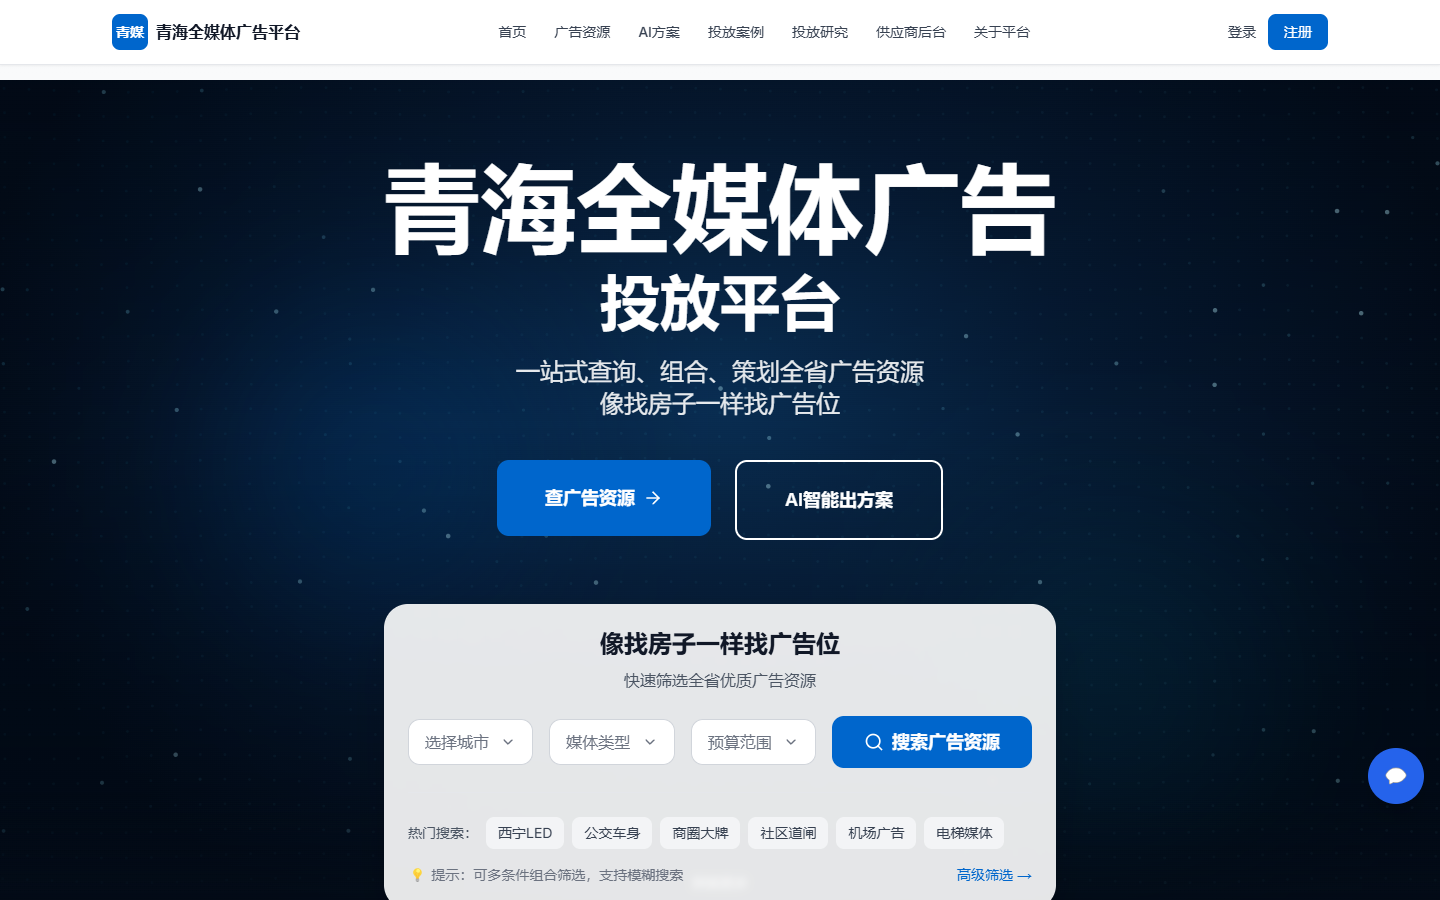 青媒 青海全媒体广告平台 首页 广告资源 AI方案 投放案例 投放研究 供应商后台 关于平台 登录 注册
青海全媒体广告
投放平台
一站式查询、组合、策划全省广告资源
像找房子一样找广告位
查广告资源 → AI智能出方案
像找房子一样找广告位
快速筛选全省优质广告资源
选择城市 媒体类型 预算范围 搜索广告资源
热门搜索： 西宁LED 公交车身 商圈大牌 社区道闸 机场广告 电梯媒体
提示：可多条件组合筛选，支持模糊搜索 高级筛选 →